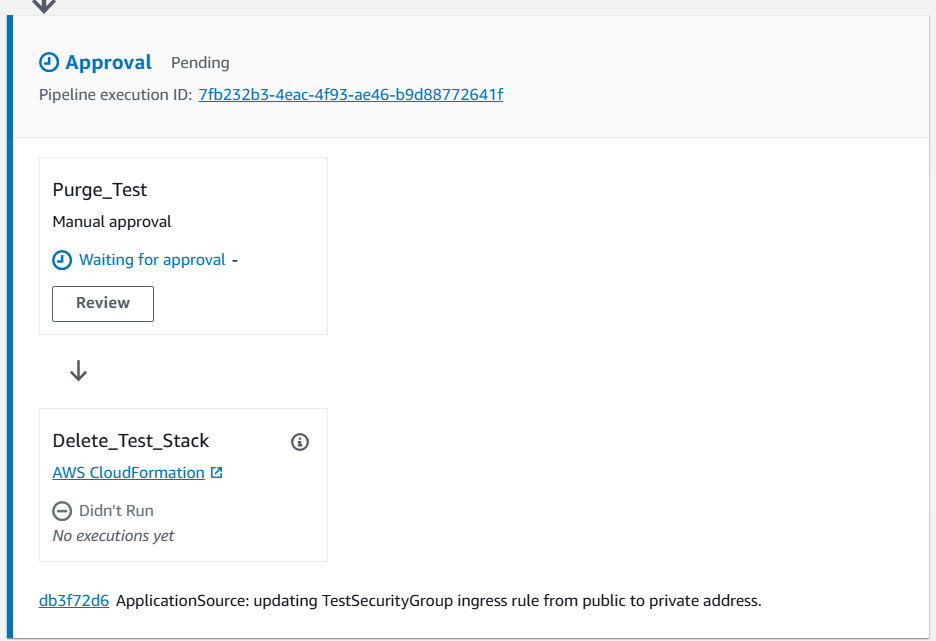 Approval Pending
Pipeline execution ID: 7fb232b3-4eac-4f93-ae46-b9d88772641f
Purge_Test
Manual approval
Waiting for approval -
Review
Delete_Test_Stack
AWS CloudFormation
Didn't Run
No executions yet
db3f72d6 ApplicationSource: updating TestSecurityGroup ingress rule from public to private address.